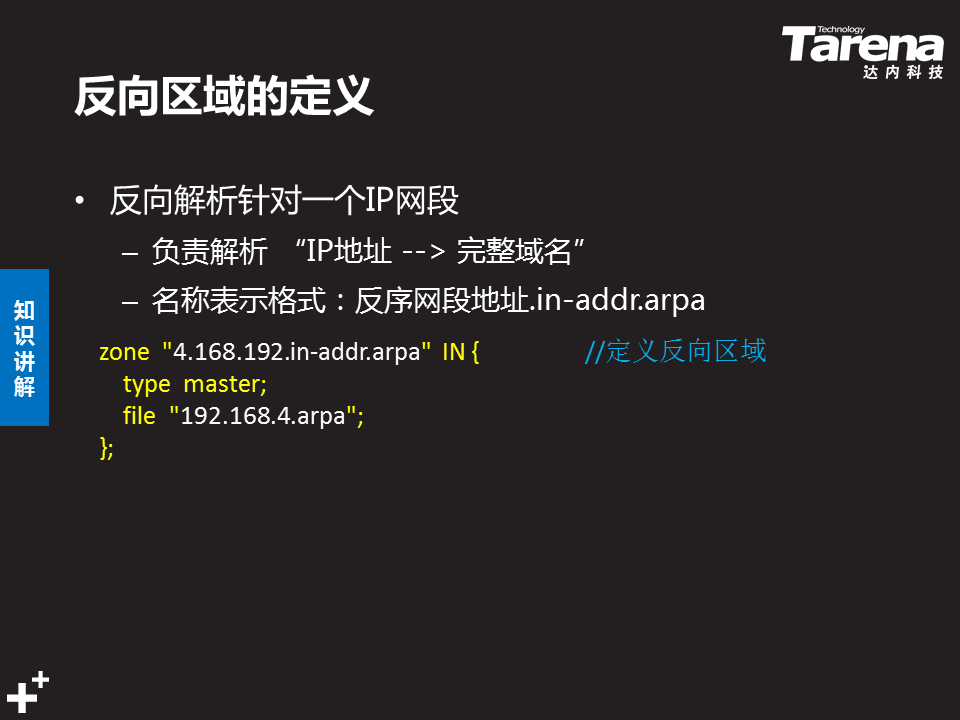 Technology
Tarena
达内科技
反向区域的定义
• 反向解析针对一个IP网段
– 负责解析 “IP地址 --> 完整域名”
– 名称表示格式：反序网段地址.in-addr.arpa
知识讲解
zone "4.168.192.in-addr.arpa" IN { //定义反向区域
type master;
file "192.168.4.arpa";
};